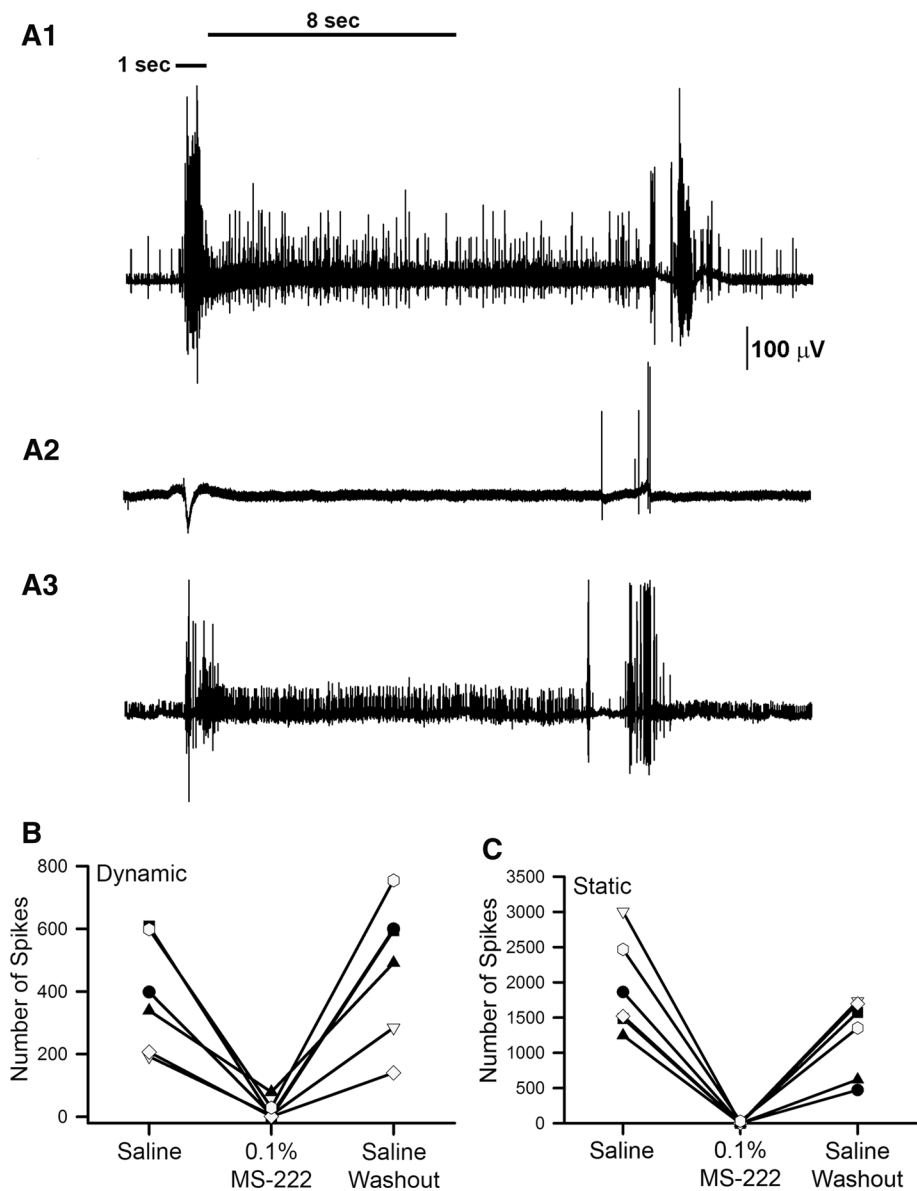 A1
8 sec
1 sec
100 μV
A2
A3
B
Dynamic
Number of Spikes
800
600
400
200
0
Saline
0.1%
MS-222
Saline
Washout
C
Static
Number of Spikes
3500
3000
2500
2000
1500
1000
500
0
Saline
0.1%
MS-222
Saline
Washout